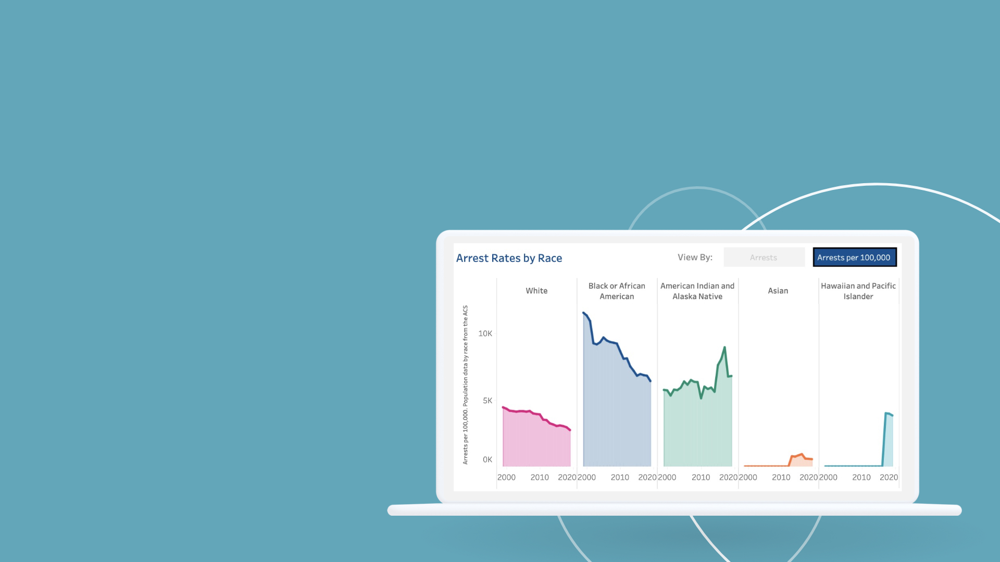 Arrest Rates by Race
View By:
Arrests
Arrests per 100,000
White
Black or African
American
American Indian and
Alaska Native
Asian
Hawaiian and Pacific
Islander
Arrests per 100,000. Population data by race from the ACS
10K
5K
0K
2000 2010 2020
2000 2010 2020
2000 2010 2020
2000 2010 2020
2000 2010 2020